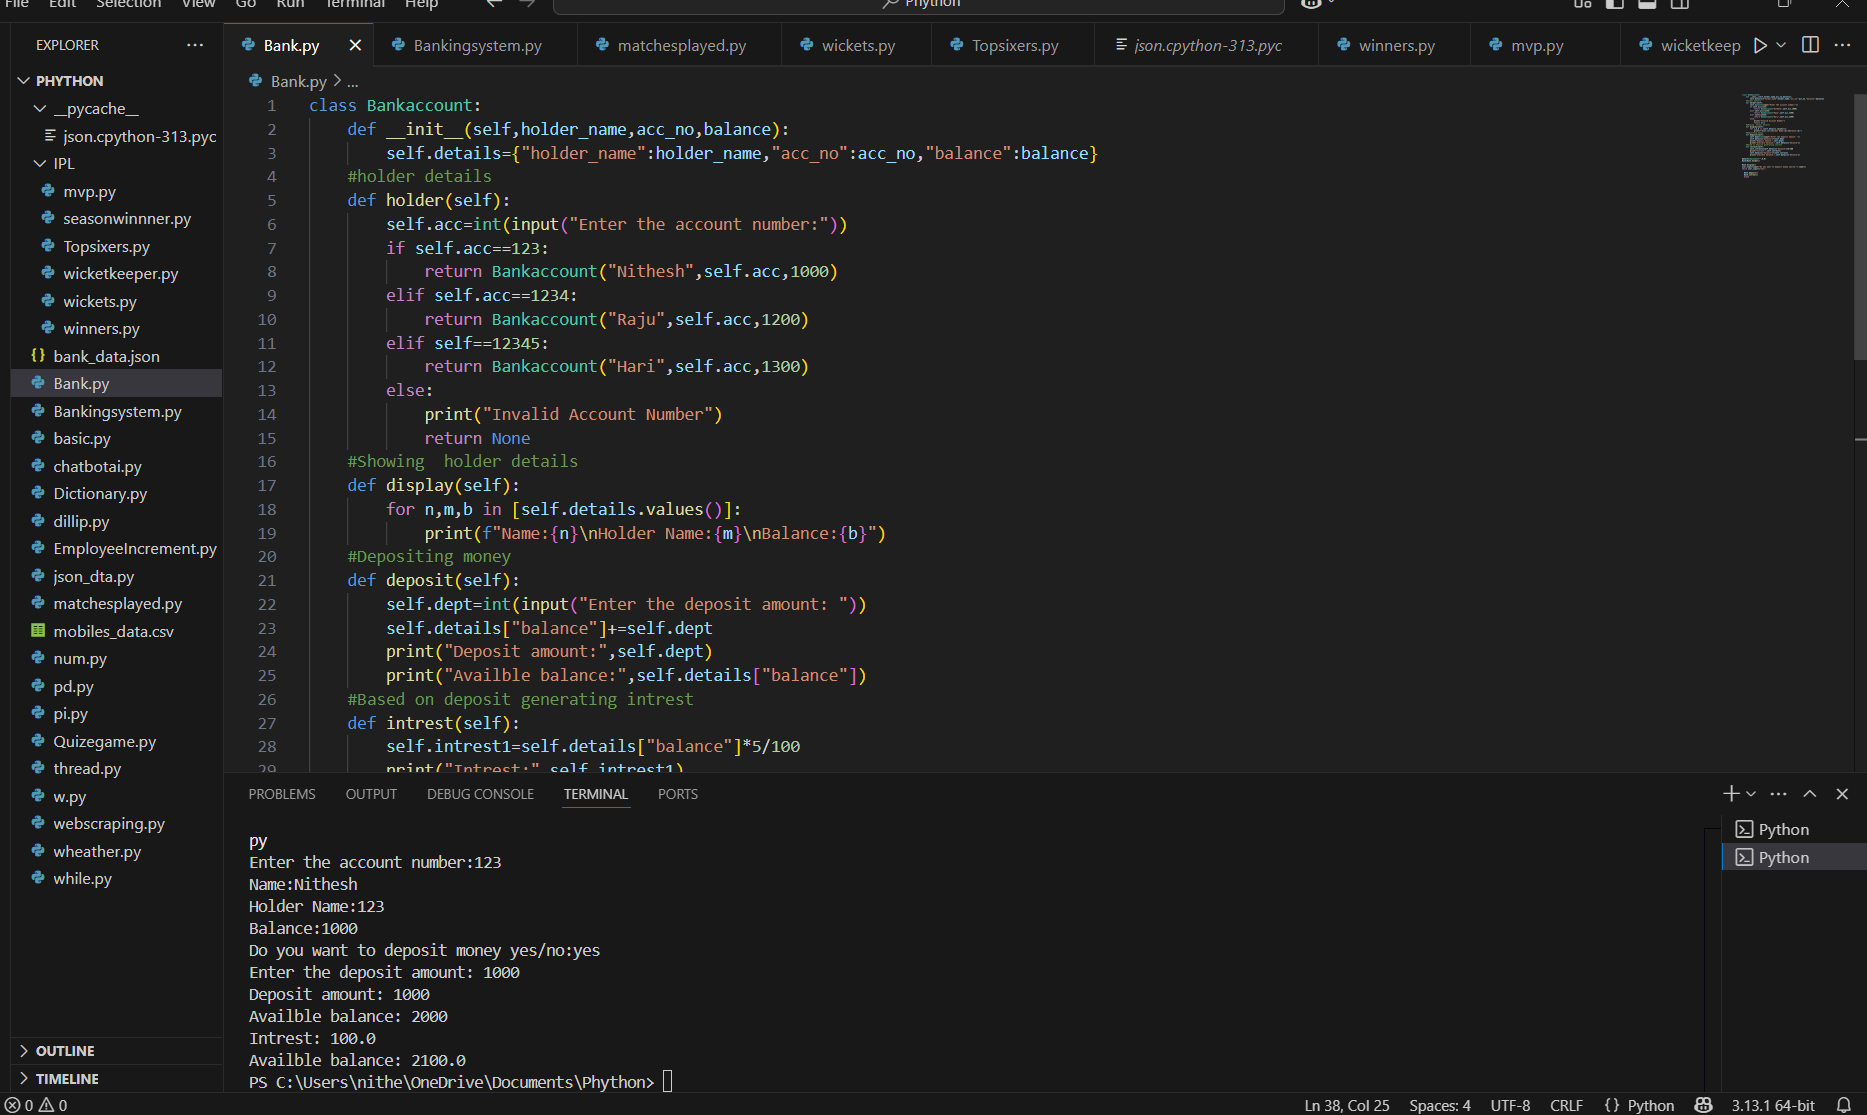 File Edit Selection View Go Run Terminal Help
Phython
EXPLORER
Bank.py
Bankingsystem.py
matchesplayed.py
wickets.py
Topsixers.py
json.cpython-313.pyc
winners.py
mvp.py
wicketkeep
PHYTHON
__pycache__
json.cpython-313.pyc
IPL
mvp.py
seasonwinnner.py
Topsixers.py
wicketkeeper.py
wickets.py
winners.py
bank_data.json
Bank.py
Bankingsystem.py
basic.py
chatbotai.py
Dictionary.py
dillip.py
EmployeeIncrement.py
json_dta.py
matchesplayed.py
mobiles_data.csv
num.py
pd.py
pi.py
Quizegame.py
thread.py
w.py
webscraping.py
wheather.py
while.py
OUTLINE
TIMELINE
Bank.py > ...
1 class Bankaccount:
2     def __init__(self,holder_name,acc_no,balance):
3         self.details={"holder_name":holder_name,"acc_no":acc_no,"balance":balance}
4     #holder details
5     def holder(self):
6         self.acc=int(input("Enter the account number:"))
7         if self.acc==123:
8             return Bankaccount("Nithesh",self.acc,1000)
9         elif self.acc==1234:
10             return Bankaccount("Raju",self.acc,1200)
11         elif self==12345:
12             return Bankaccount("Hari",self.acc,1300)
13         else:
14             print("Invalid Account Number")
15             return None
16     #Showing  holder details
17     def display(self):
18         for n,m,b in [self.details.values()]:
19             print(f"Name:{n}\nHolder Name:{m}\nBalance:{b}")
20     #Depositing money
21     def deposit(self):
22         self.dept=int(input("Enter the deposit amount: "))
23         self.details["balance"]+=self.dept
24         print("Deposit amount:",self.dept)
25         print("Availble balance:",self.details["balance"])
26     #Based on deposit generating intrest
27     def intrest(self):
28         self.intrest1=self.details["balance"]*5/100
29         print("Intrest:",self.intrest1)
PROBLEMS OUTPUT DEBUG CONSOLE TERMINAL PORTS
Python
Python
py
Enter the account number:123
Name:Nithesh
Holder Name:123
Balance:1000
Do you want to deposit money yes/no:yes
Enter the deposit amount: 1000
Deposit amount: 1000
Availble balance: 2000
Intrest: 100.0
Availble balance: 2100.0
PS C:\Users\nithe\OneDrive\Documents\Phython>
0 0
Ln 38, Col 25 Spaces: 4 UTF-8 CRLF {} Python 3.13.1 64-bit